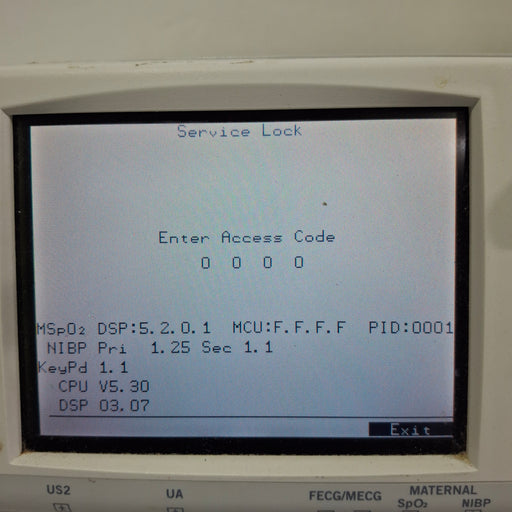 Service Lock
Enter Access Code
0 0 0 0
MSpO₂ DSP:5.2.0.1 MCU:F.F.F.F PID:0001
NIBP Pri 1.25 Sec 1.1
KeyPd 1.1
CPU V5.30
DSP 03.07
Exit
US2 UA FECG/MECG MATERNAL
SpO₂ NIBP